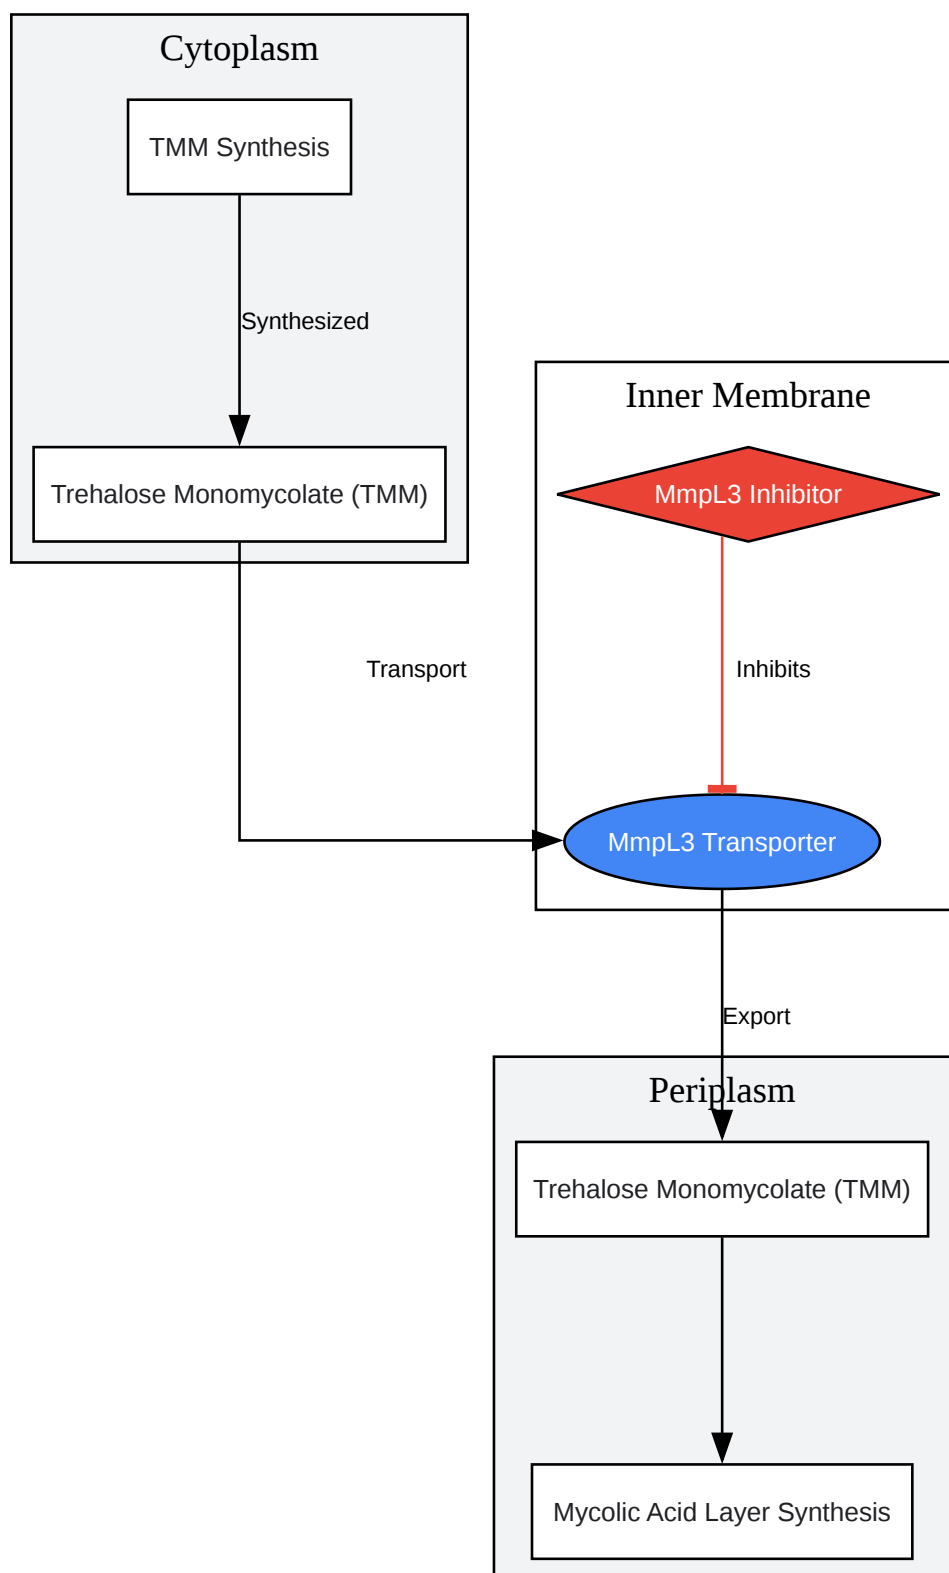 Cytoplasm
TMM Synthesis
Synthesized
Trehalose Monomycolate (TMM)
Transport
Inner Membrane
MmpL3 Inhibitor
Inhibits
MmpL3 Transporter
Export
Periplasm
Trehalose Monomycolate (TMM)
Mycolic Acid Layer Synthesis